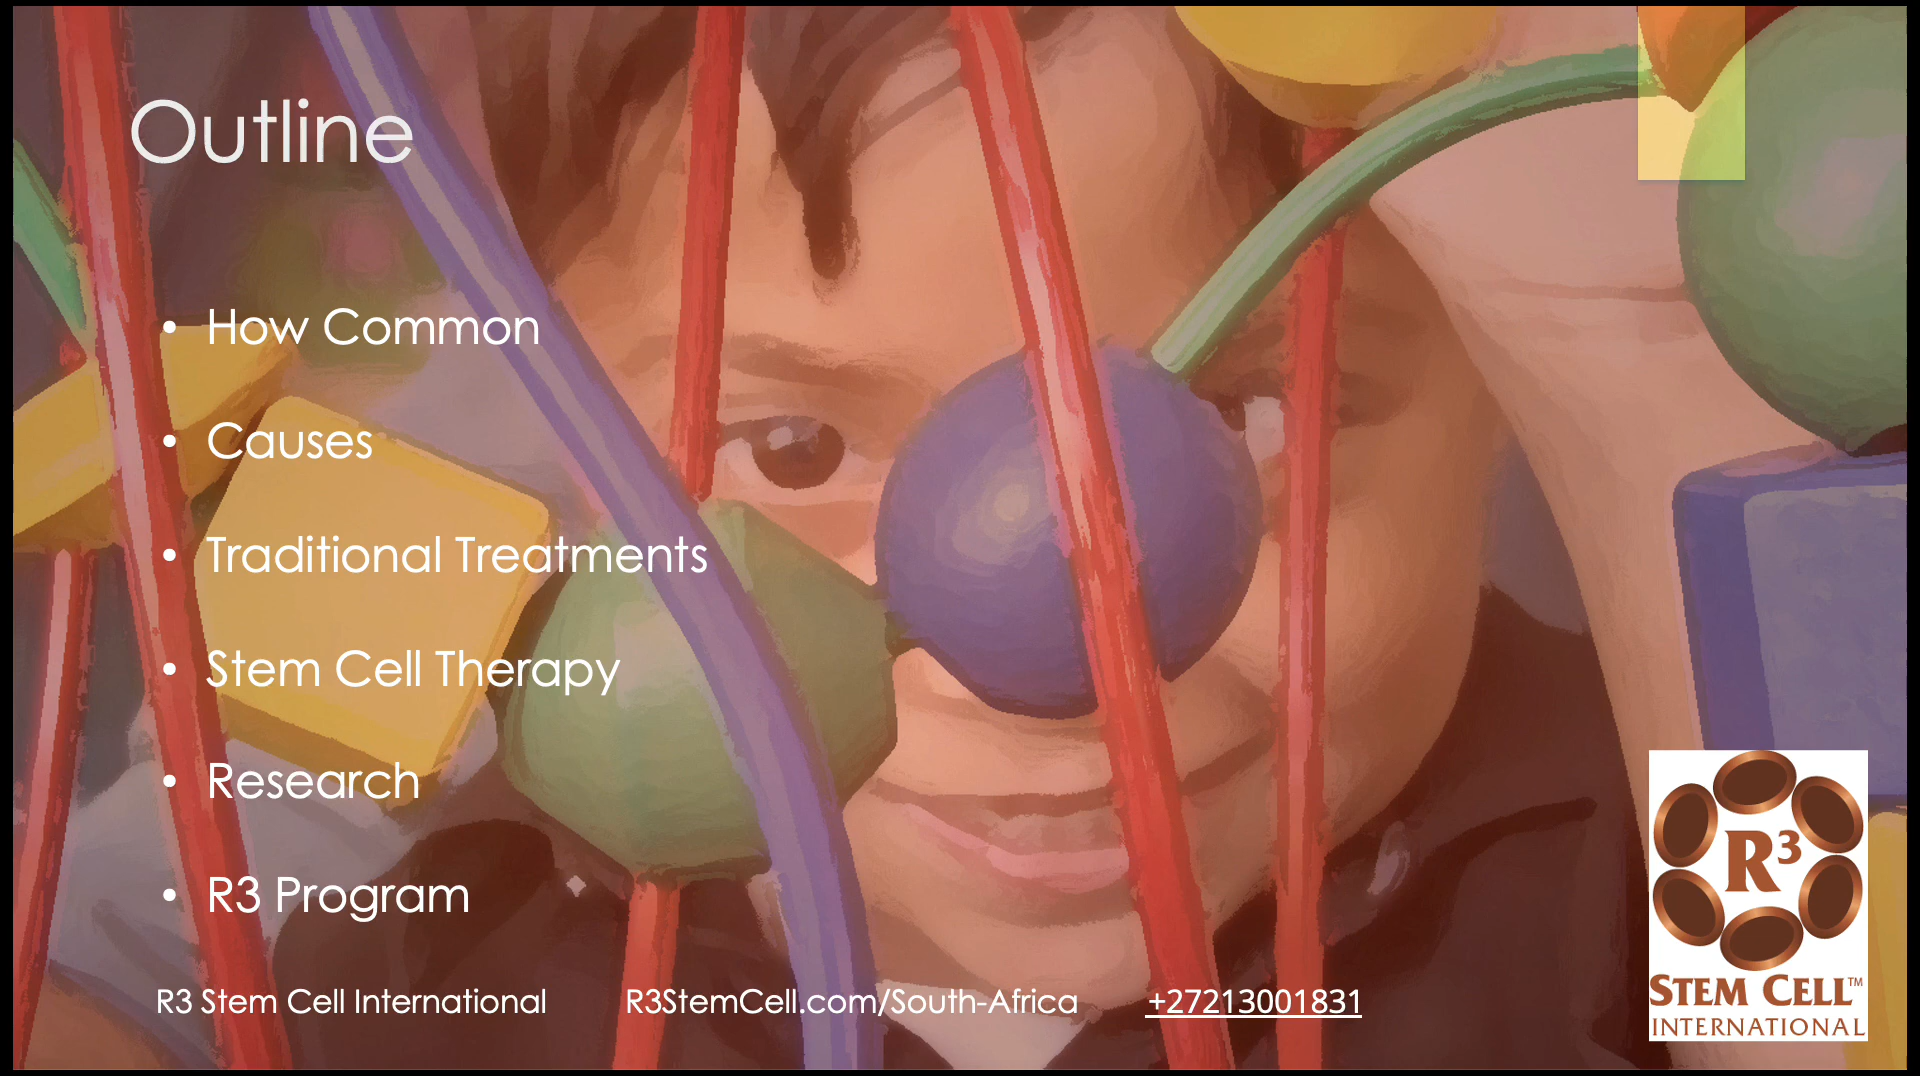 Outline
• How Common
• Causes
• Traditional Treatments
• Stem Cell Therapy
• Research
• R3 Program
R3 Stem Cell International R3StemCell.com/South-Africa +27213001831
R³
STEM CELL™
INTERNATIONAL